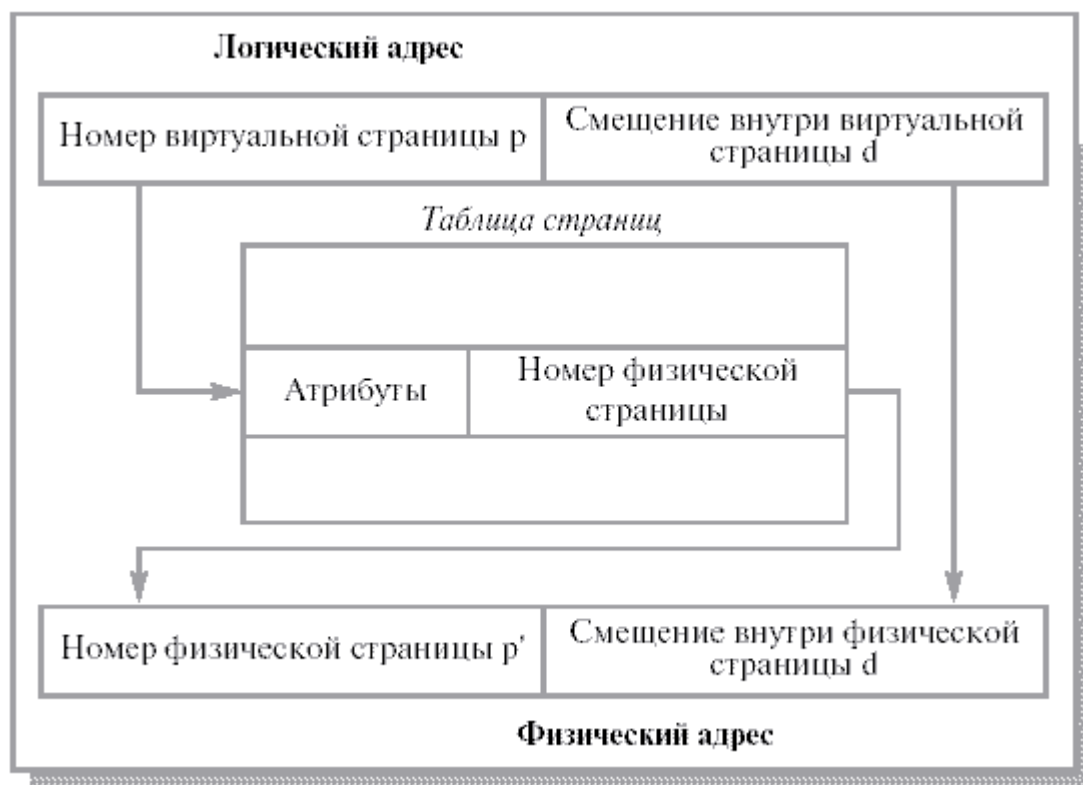 Логический адрес
Номер виртуальной страницы p
Смещение внутри виртуальной
страницы d
Таблица страниц
Атрибуты
Номер физической
страницы
Номер физической страницы p'
Смещение внутри физической
страницы d
Физический адрес